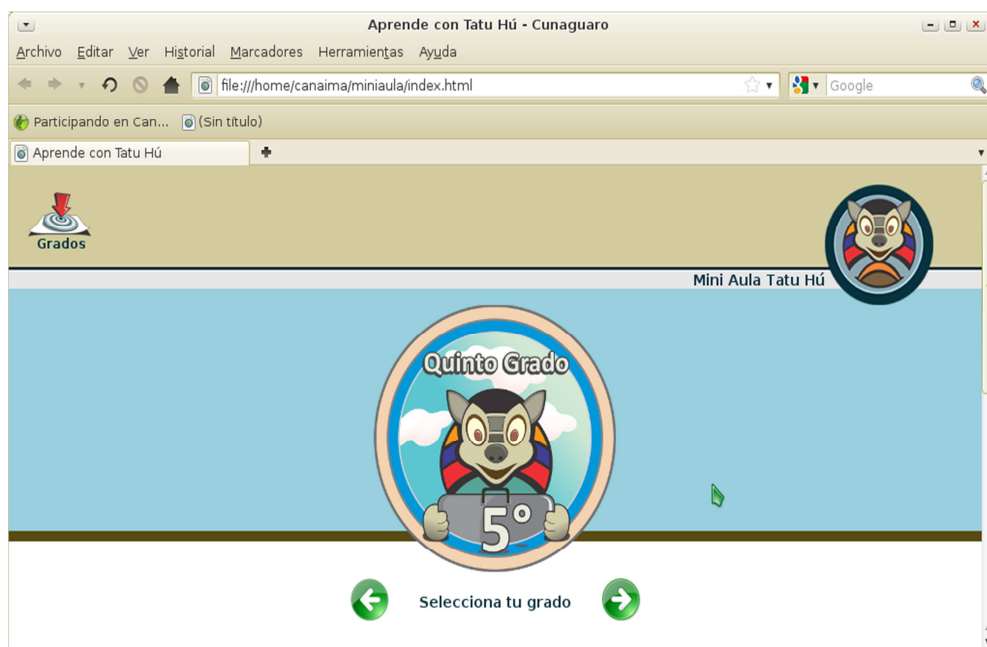 Aprende con Tatu Hú - Cunaguaro
Archivo Editar Ver Historial Marcadores Herramientas Ayuda
file:///home/canaima/miniaula/index.html
Google
Participando en Can... (Sin título)
Aprende con Tatu Hú
Grados
Mini Aula Tatu Hú
Quinto Grado
5°
Selecciona tu grado